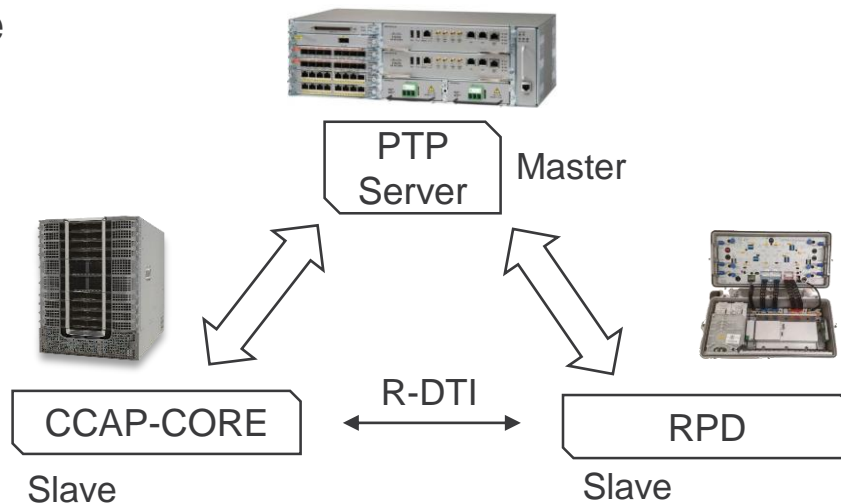 e
PTP
Server
Master
R-DTI
CCAP-CORE
RPD
Slave
Slave